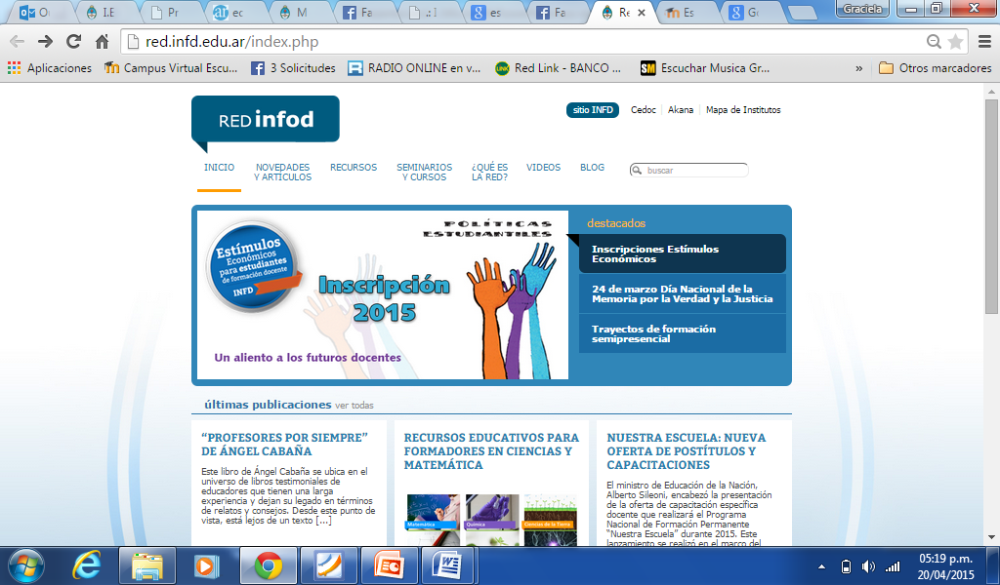 I.E
Pr
ec
M
Fa
es
Fa
Re
Es
Graciela
red.infd.edu.ar/index.php
Aplicaciones
Campus Virtual Escu...
3 Solicitudes
RADIO ONLINE en v...
Red Link - BANCO ...
Escuchar Musica Gr...
»
Otros marcadores
RED infod
sitio INFD
Cedoc
Akana
Mapa de Institutos
INICIO
NOVEDADES
Y ARTICULOS
RECURSOS
SEMINARIOS
Y CURSOS
¿QUÉ ES
LA RED?
VIDEOS
BLOG
buscar
Estímulos
Económicos
para estudiantes
de formación docente
INFD
POLÍTICAS
ESTUDIANTILES
Inscripción
2015
Un aliento a los futuros docentes
destacados
Inscripciones Estímulos
Económicos
24 de marzo Día Nacional de la
Memoria por la Verdad y la Justicia
Trayectos de formación
semipresencial
últimas publicaciones ver todas
“PROFESORES POR SIEMPRE”
DE ÁNGEL CABAÑA
Este libro de Ángel Cabaña se ubica en el
universo de libros testimoniales de
educadores que tienen una larga
experiencia y dejan su legado en términos
de relatos y consejos. Desde este punto de
vista, está lejos de un texto [...]
RECURSOS EDUCATIVOS PARA
FORMADORES EN CIENCIAS Y
MATEMÁTICA
Matemática
Química
Ciencias de la Tierra
NUESTRA ESCUELA: NUEVA
OFERTA DE POSTÍTULOS Y
CAPACITACIONES
El ministro de Educación de la Nación,
Alberto Sileoni, encabezó la presentación
de la oferta de capacitación específica
docente que realizará el Programa
Nacional de Formación Permanente
“Nuestra Escuela” durante 2015. Este
lanzamiento se realizó en el marco del
05:19 p.m.
20/04/2015